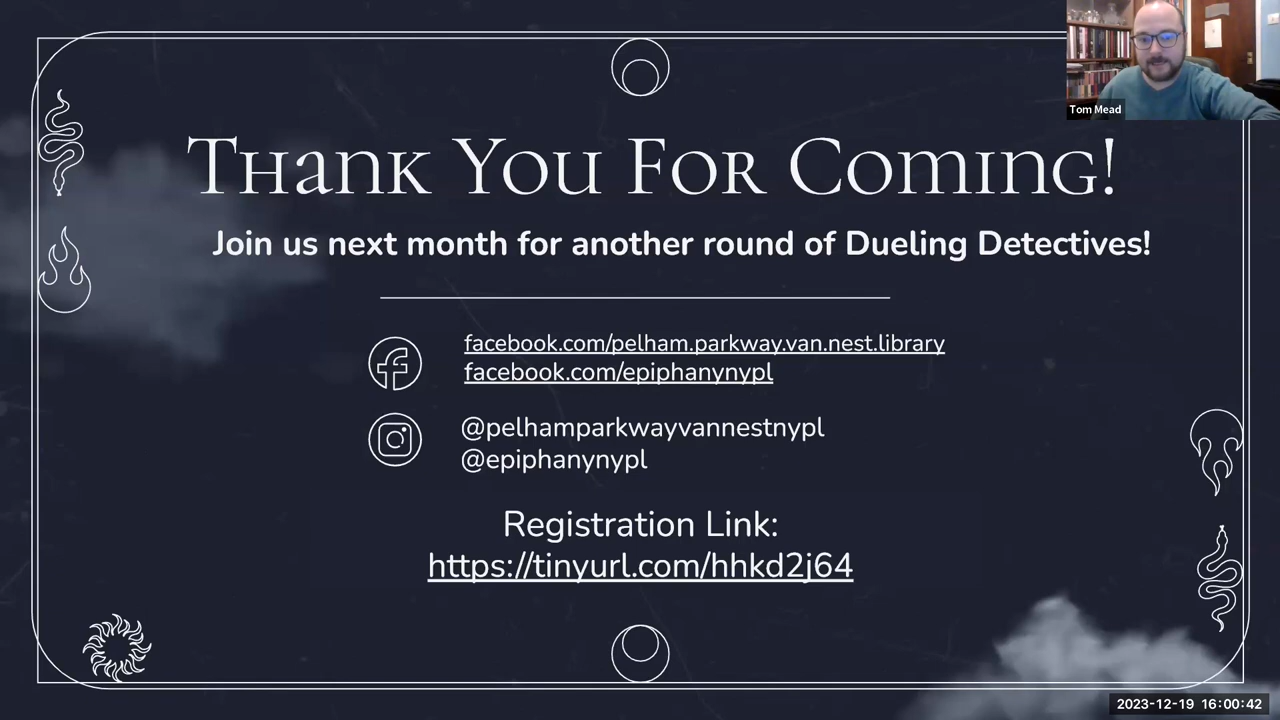 Tom Mead
Thank You For Coming!
Join us next month for another round of Dueling Detectives!
facebook.com/pelham.parkway.van.nest.library
facebook.com/epiphanynypl
@pelhamparkwayvannestnypl
@epiphanynypl
Registration Link:
https://tinyurl.com/hhkd2j64
2023-12-19 16:00:42